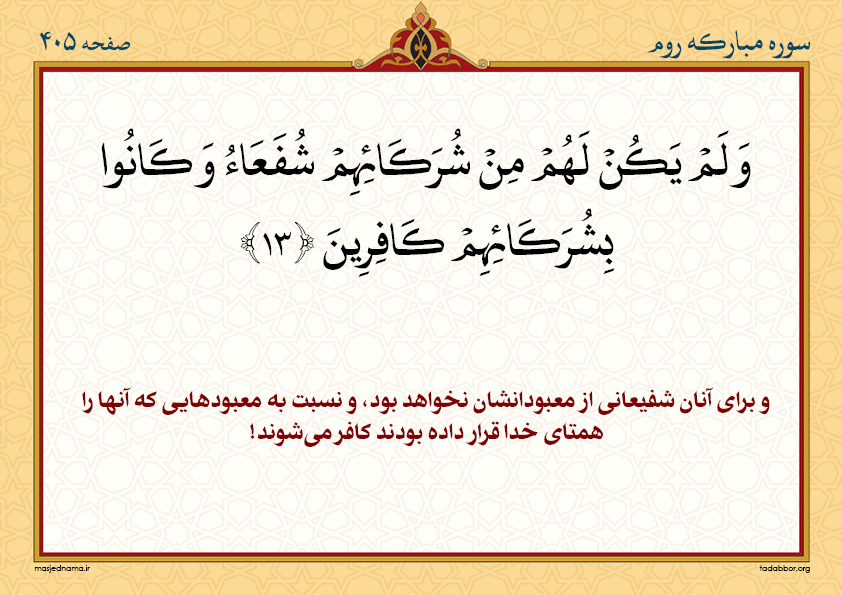 سوره مبارکه روم
صفحه ۴۰۵
وَلَمْ يَكُنْ لَهُمْ مِنْ شُرَكَائِهِمْ شُفَعَاءُ وَكَانُوا
بِشُرَكَائِهِمْ كَافِرِينَ ﴿١٣﴾
و برای آنان شفیعانی از معبودانشان نخواهد بود، و نسبت به معبودهایی که آنها را
همتای خدا قرار داده بودند کافر می‌شوند!
masjednama.ir
tadabbor.org